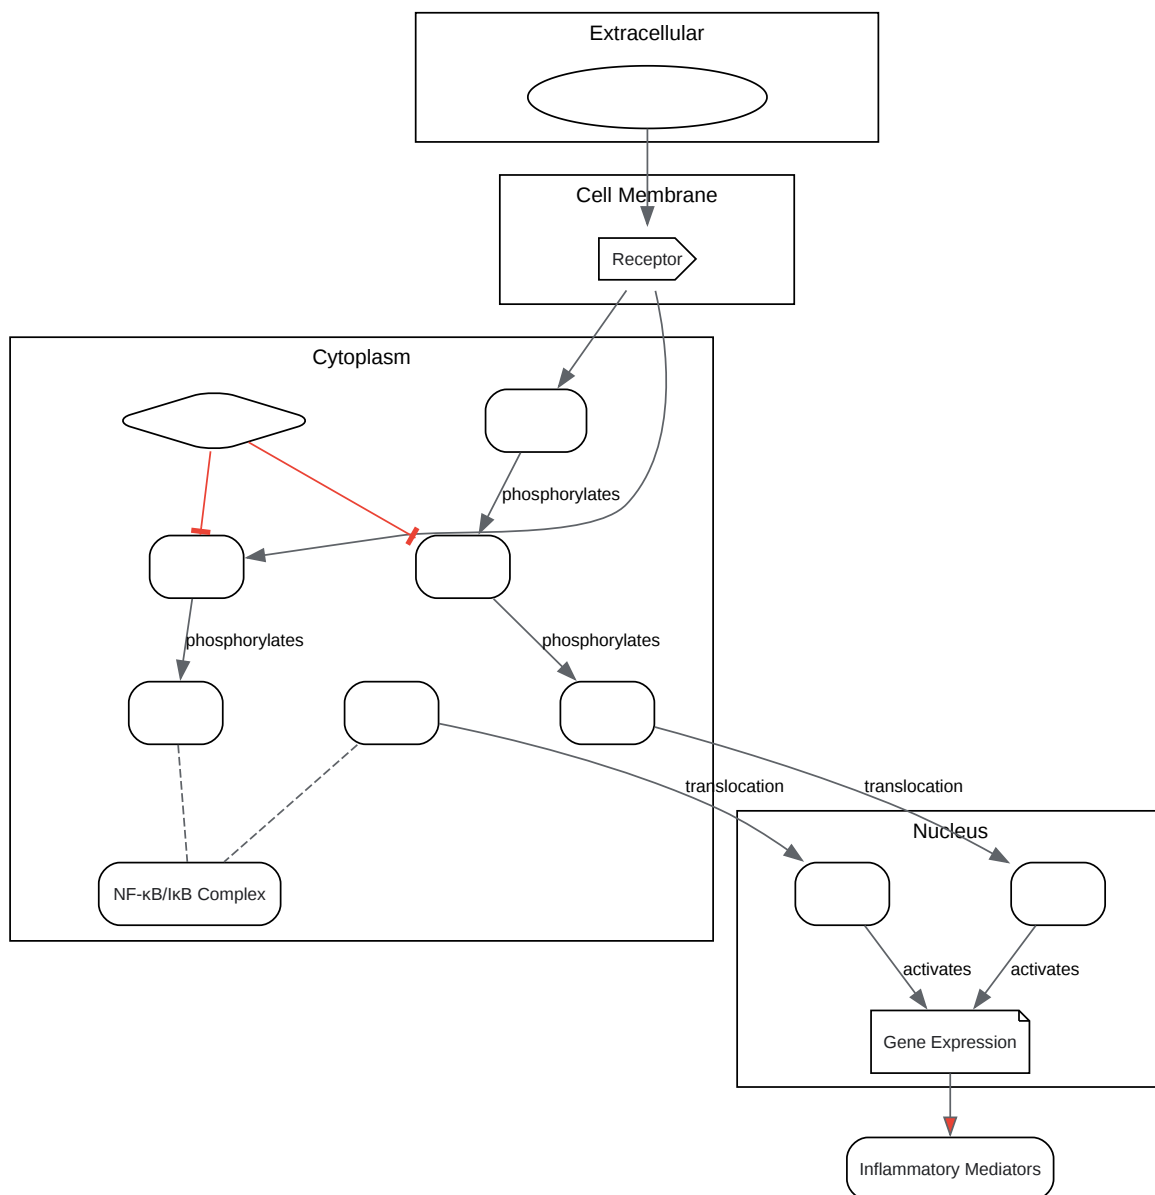 Extracellular
Cell Membrane
Receptor
Cytoplasm
phosphorylates
phosphorylates
phosphorylates
translocation
translocation
Nucleus
NF-κB/IκB Complex
activates
activates
Gene Expression
Inflammatory Mediators